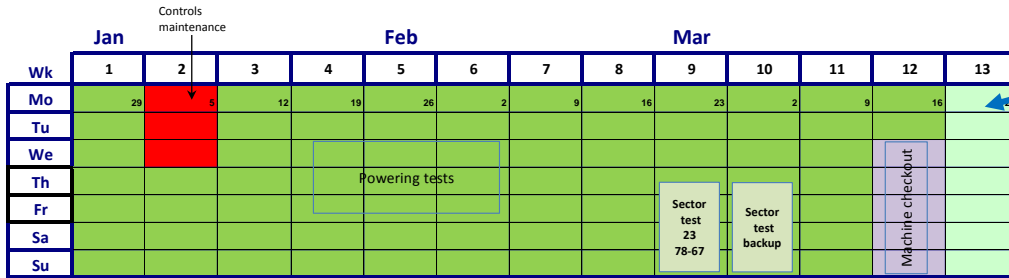 Controls
maintenance
Jan Feb Mar
Wk 1 2 3 4 5 6 7 8 9 10 11 12 13
Mo 29 5 12 19 26 2 9 16 23 2 9 16
Tu
We
Th
Fr
Sa
Su
Powering tests
Sector
test
23
78-67
Sector
test
backup
Machine checkout